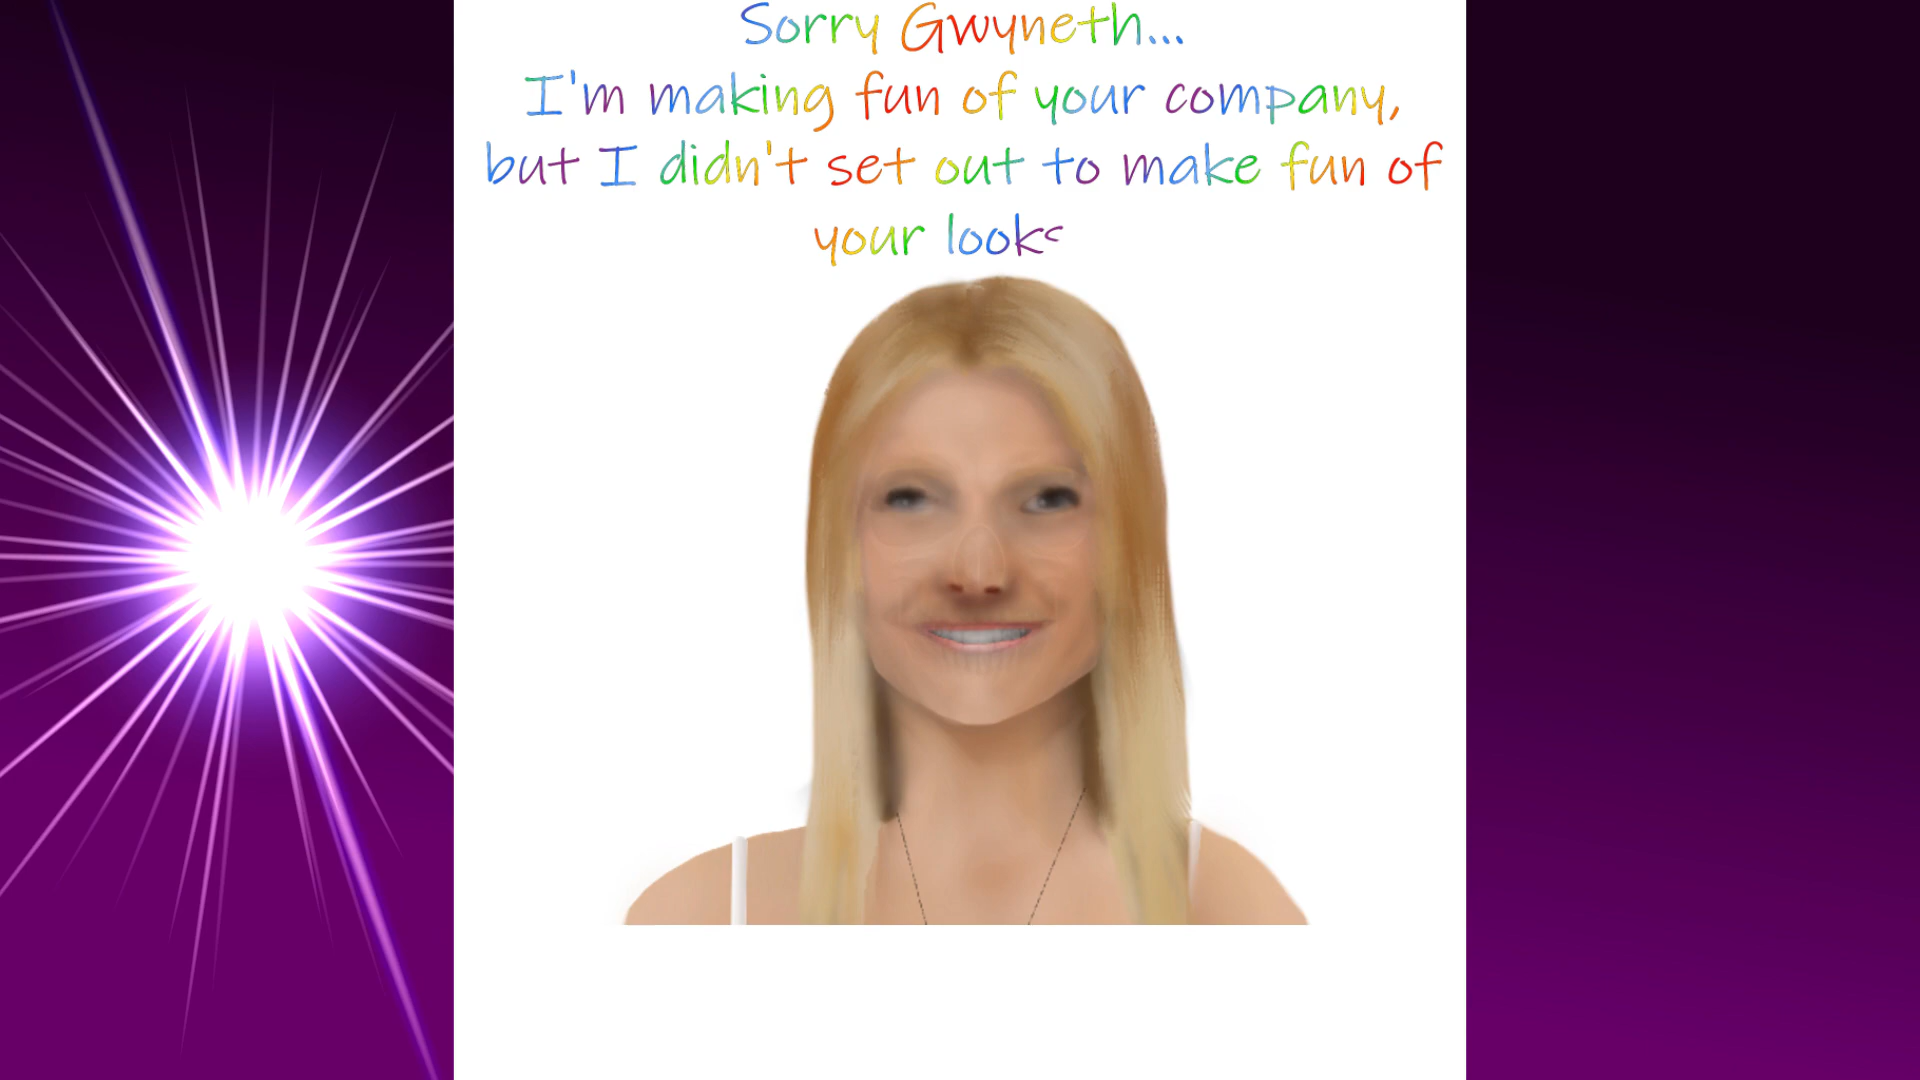 Sorry Gwyneth...
I'm making fun of your company,
but I didn't set out to make fun of
your looks